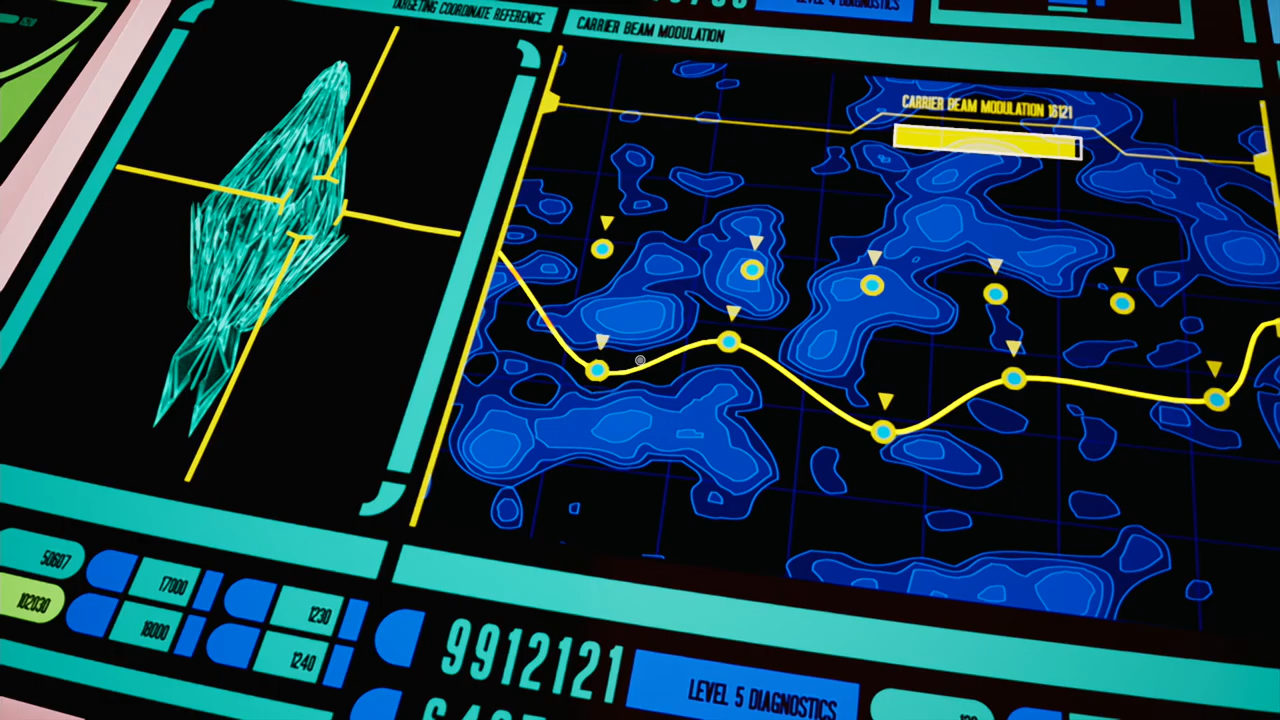 TARGETING COORDINATE REFERENCE
LEVEL 4 DIAGNOSTICS
CARRIER BEAM MODULATION
CARRIER BEAM MODULATION 16121
50607
17000
1230
102030
18000
1240
9912121
LEVEL 5 DIAGNOSTICS